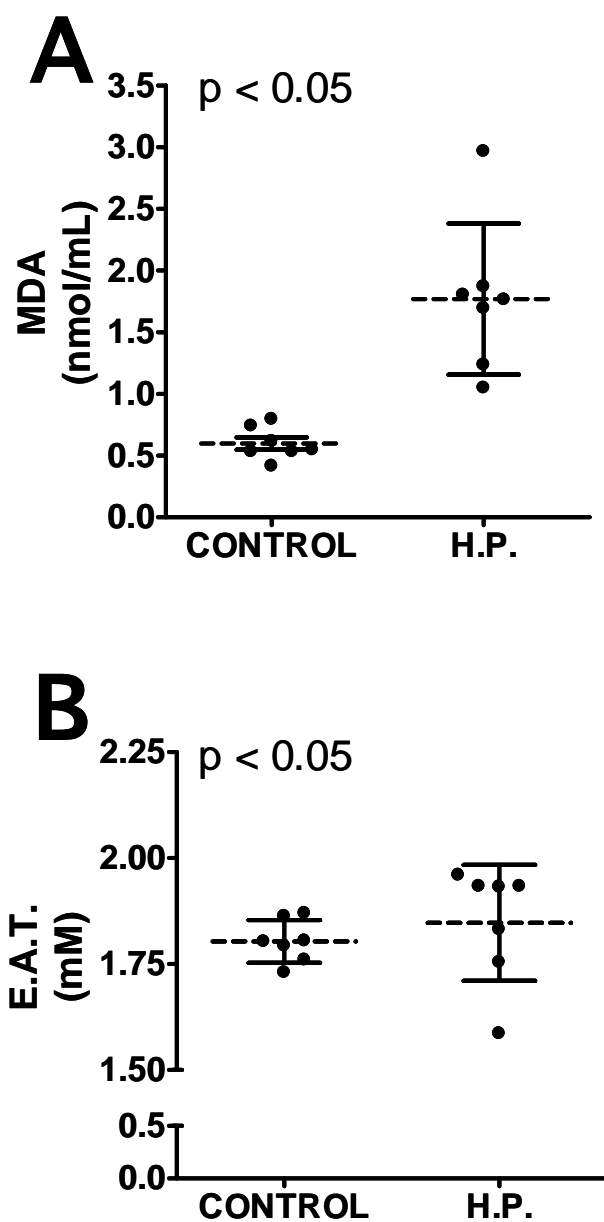 A
p < 0.05
3.5
3.0
2.5
2.0
1.5
1.0
0.5
0.0
MDA
(nmol/mL)
CONTROL H.P.
B
p < 0.05
2.25
2.00
1.75
1.50
0.5
0.0
E.A.T.
(mM)
CONTROL H.P.